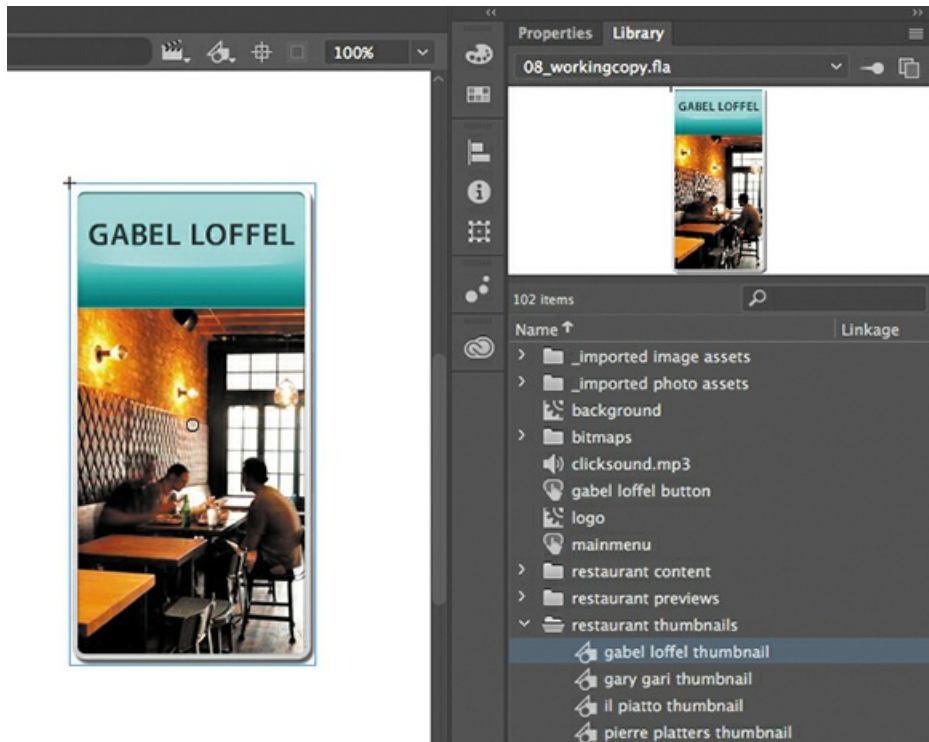 100%
GABEL LOFFEL
Properties Library
08_workingcopy.fla
GABEL LOFFEL
102 items
Name Linkage
_imported image assets
_imported photo assets
background
bitmaps
clicksound.mp3
gabel loffel button
logo
mainmenu
restaurant content
restaurant previews
restaurant thumbnails
gabel loffel thumbnail
gary gari thumbnail
il piatto thumbnail
pierre platters thumbnail